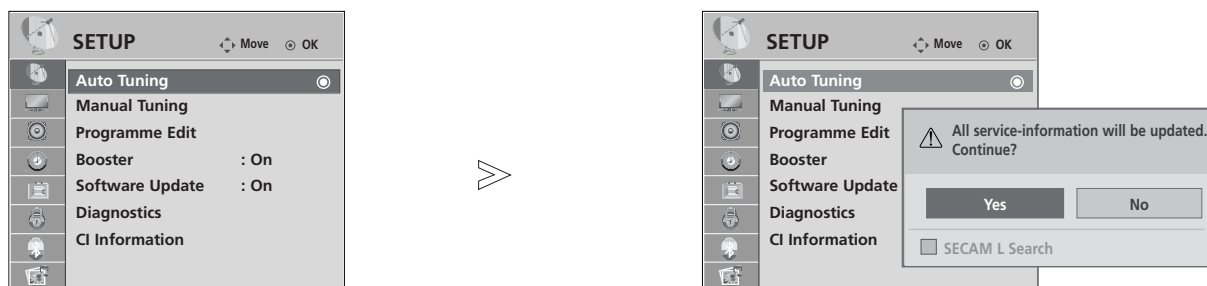 SETUP Move OK
Auto Tuning
Manual Tuning
Programme Edit
Booster : On
Software Update : On
Diagnostics
CI Information
SETUP Move OK
Auto Tuning
Manual Tuning
Programme Edit
Booster
Software Update
Diagnostics
CI Information
All service-information will be updated.
Continue?
Yes No
SECAM L Search